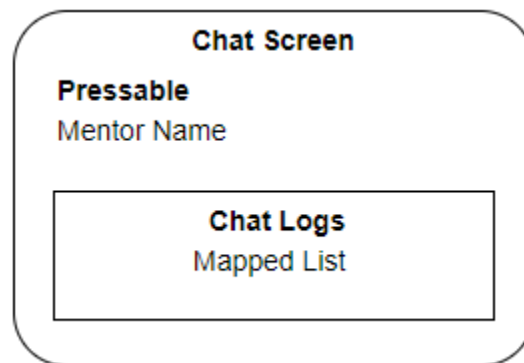 Chat Screen
Pressable
Mentor Name
Chat Logs
Mapped List